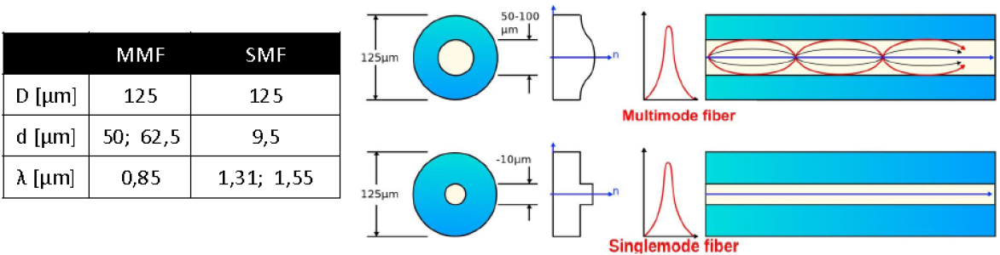 MMF SMF
D [μm] 125 125
d [μm] 50; 62,5 9,5
λ [μm] 0,85 1,31; 1,55
50-100
μm
125μm
n
Multimode fiber
-10μm
125μm
n
Singlemode fiber